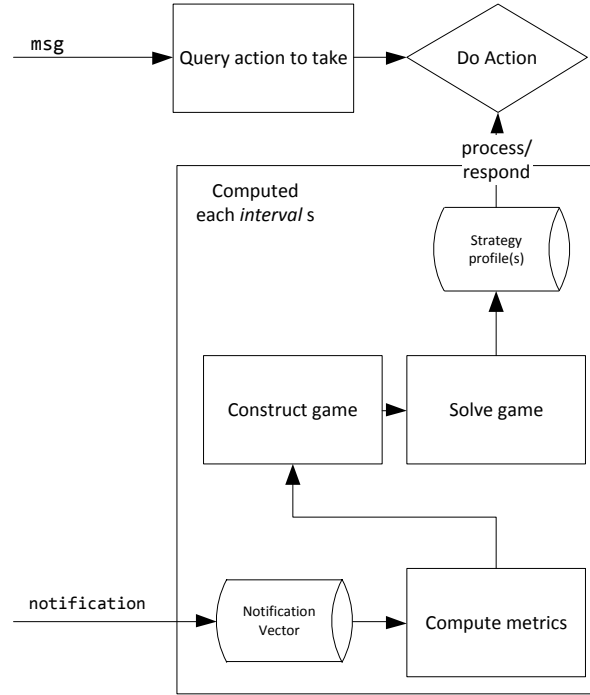 msg
Query action to take
Do Action
process/
respond
Computed
each interval s
Strategy
profile(s)
Construct game
Solve game
notification
Notification
Vector
Compute metrics